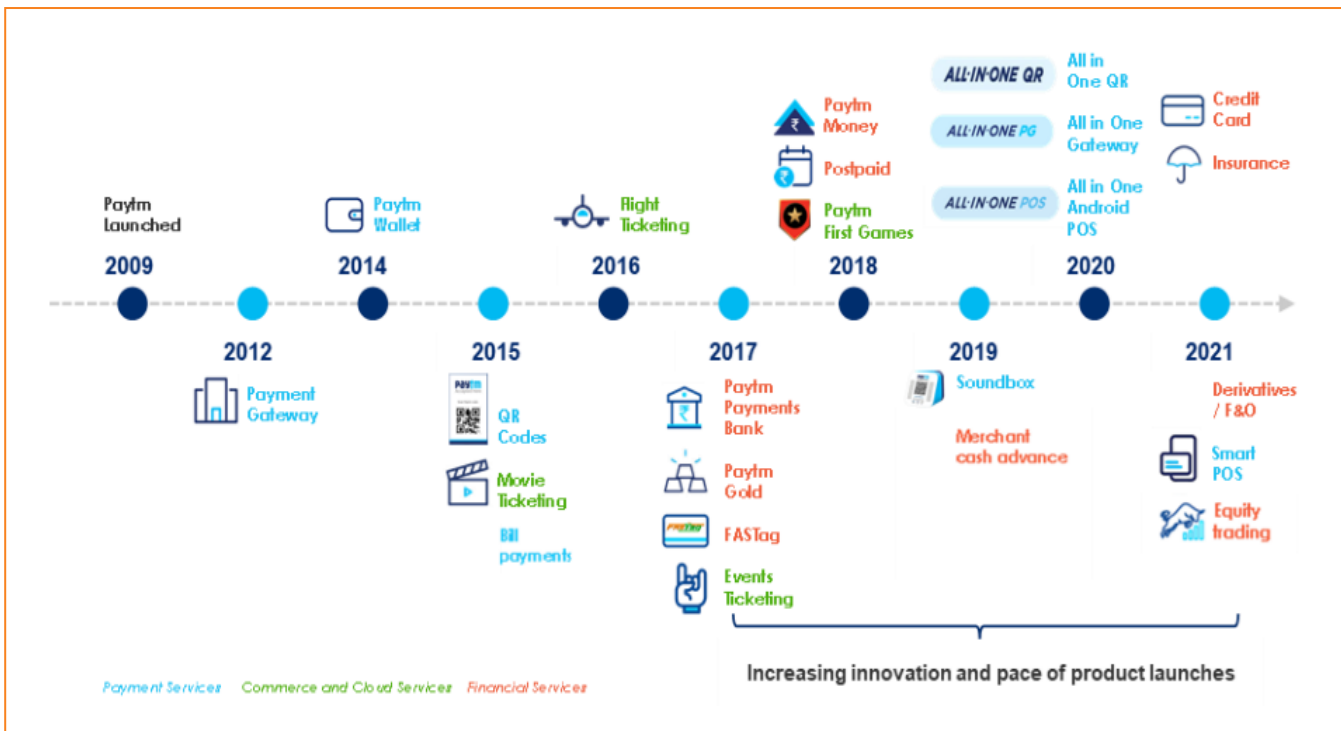 ALL·IN·ONE QR
All in
One QR
Paytm
Money
ALL·IN·ONE PG
All in One
Gateway
Credit
Card
Postpaid
Insurance
Paytm
Launched
Paytm
Wallet
Flight
Ticketing
Paytm
First Games
ALL·IN·ONE POS
All in One
Android
POS
2009
2014
2016
2018
2020
2012
2015
2017
2019
2021
Payment
Gateway
Paytm
QR
Codes
Movie
Ticketing
Bill
payments
Paytm
Payments
Bank
Paytm
Gold
FASTag
Events
Ticketing
Soundbox
Merchant
cash advance
Derivatives
/ F&O
Smart
POS
Equity
trading
Increasing innovation and pace of product launches
Payment Services Commerce and Cloud Services Financial Services